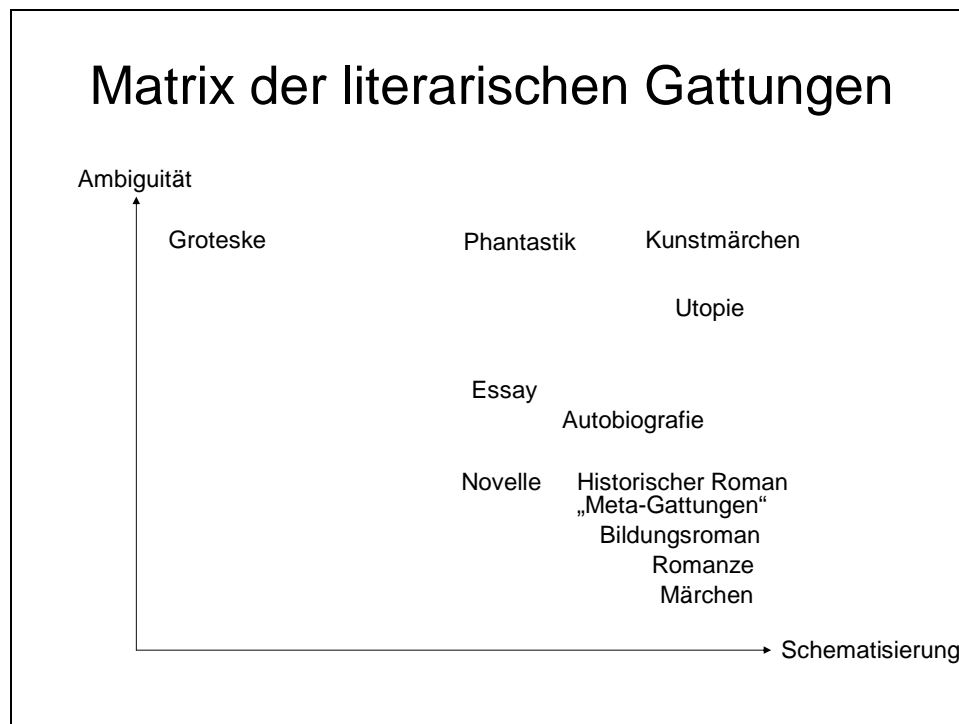 Matrix der literarischen Gattungen
Ambiguität
Groteske
Phantastik
Kunstmärchen
Utopie
Essay
Autobiografie
Novelle
Historischer Roman
„Meta-Gattungen“
Bildungsroman
Romanze
Märchen
Schematisierung